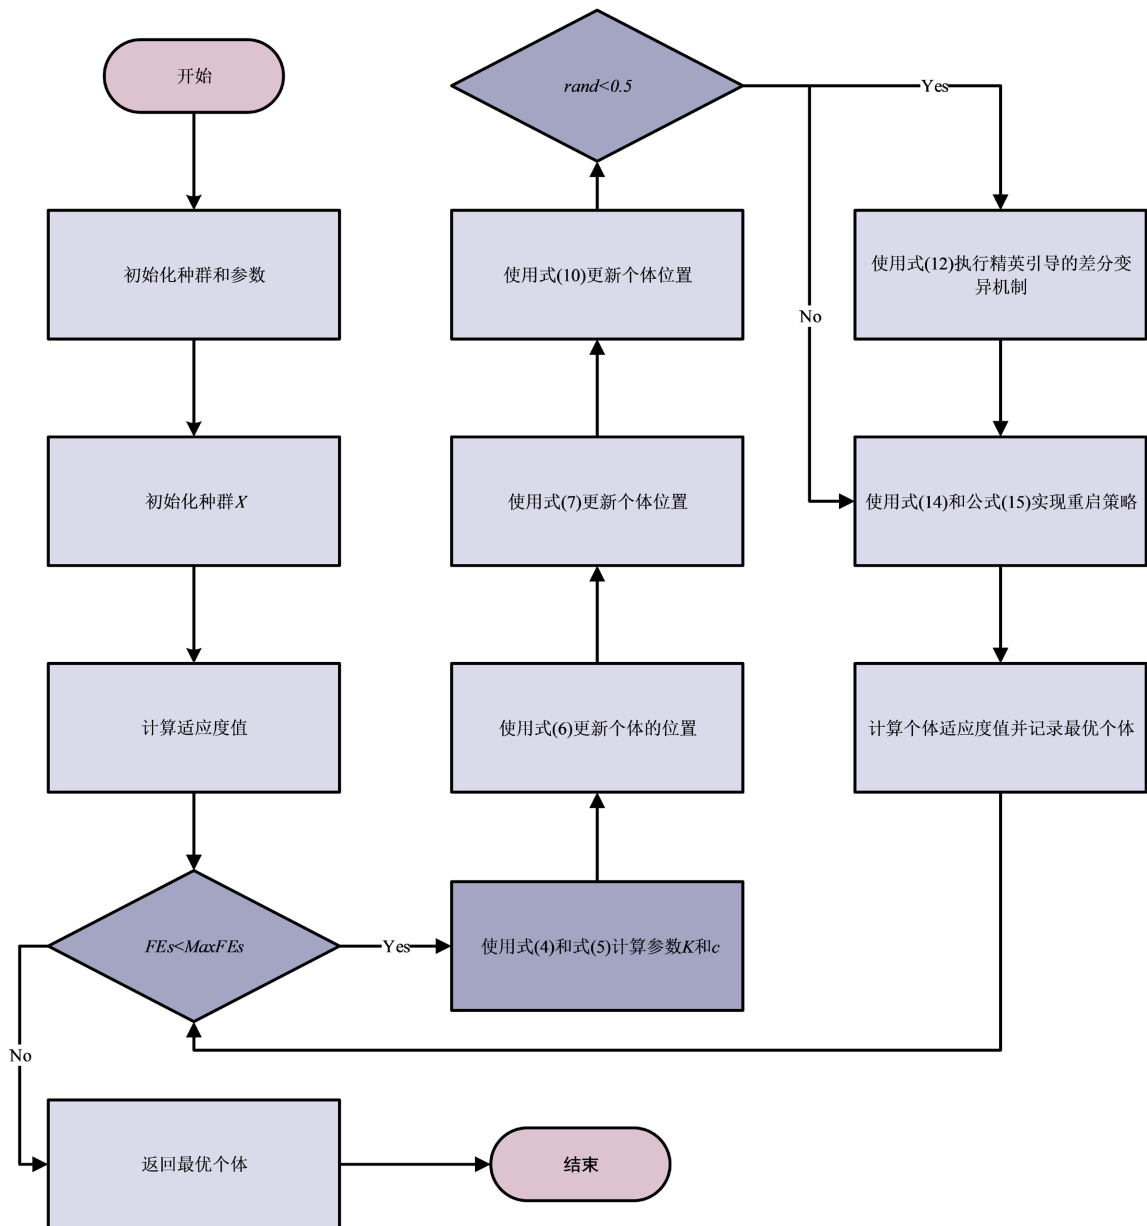 开始
初始化种群和参数
初始化种群X
计算适应度值
FEs<MaxFEs
Yes
No
返回最优个体
结束
使用式(4)和式(5)计算参数K和c
使用式(6)更新个体的位置
使用式(7)更新个体位置
使用式(10)更新个体位置
rand<0.5
Yes
No
使用式(12)执行精英引导的差分变
异机制
使用式(14)和公式(15)实现重启策略
计算个体适应度值并记录最优个体